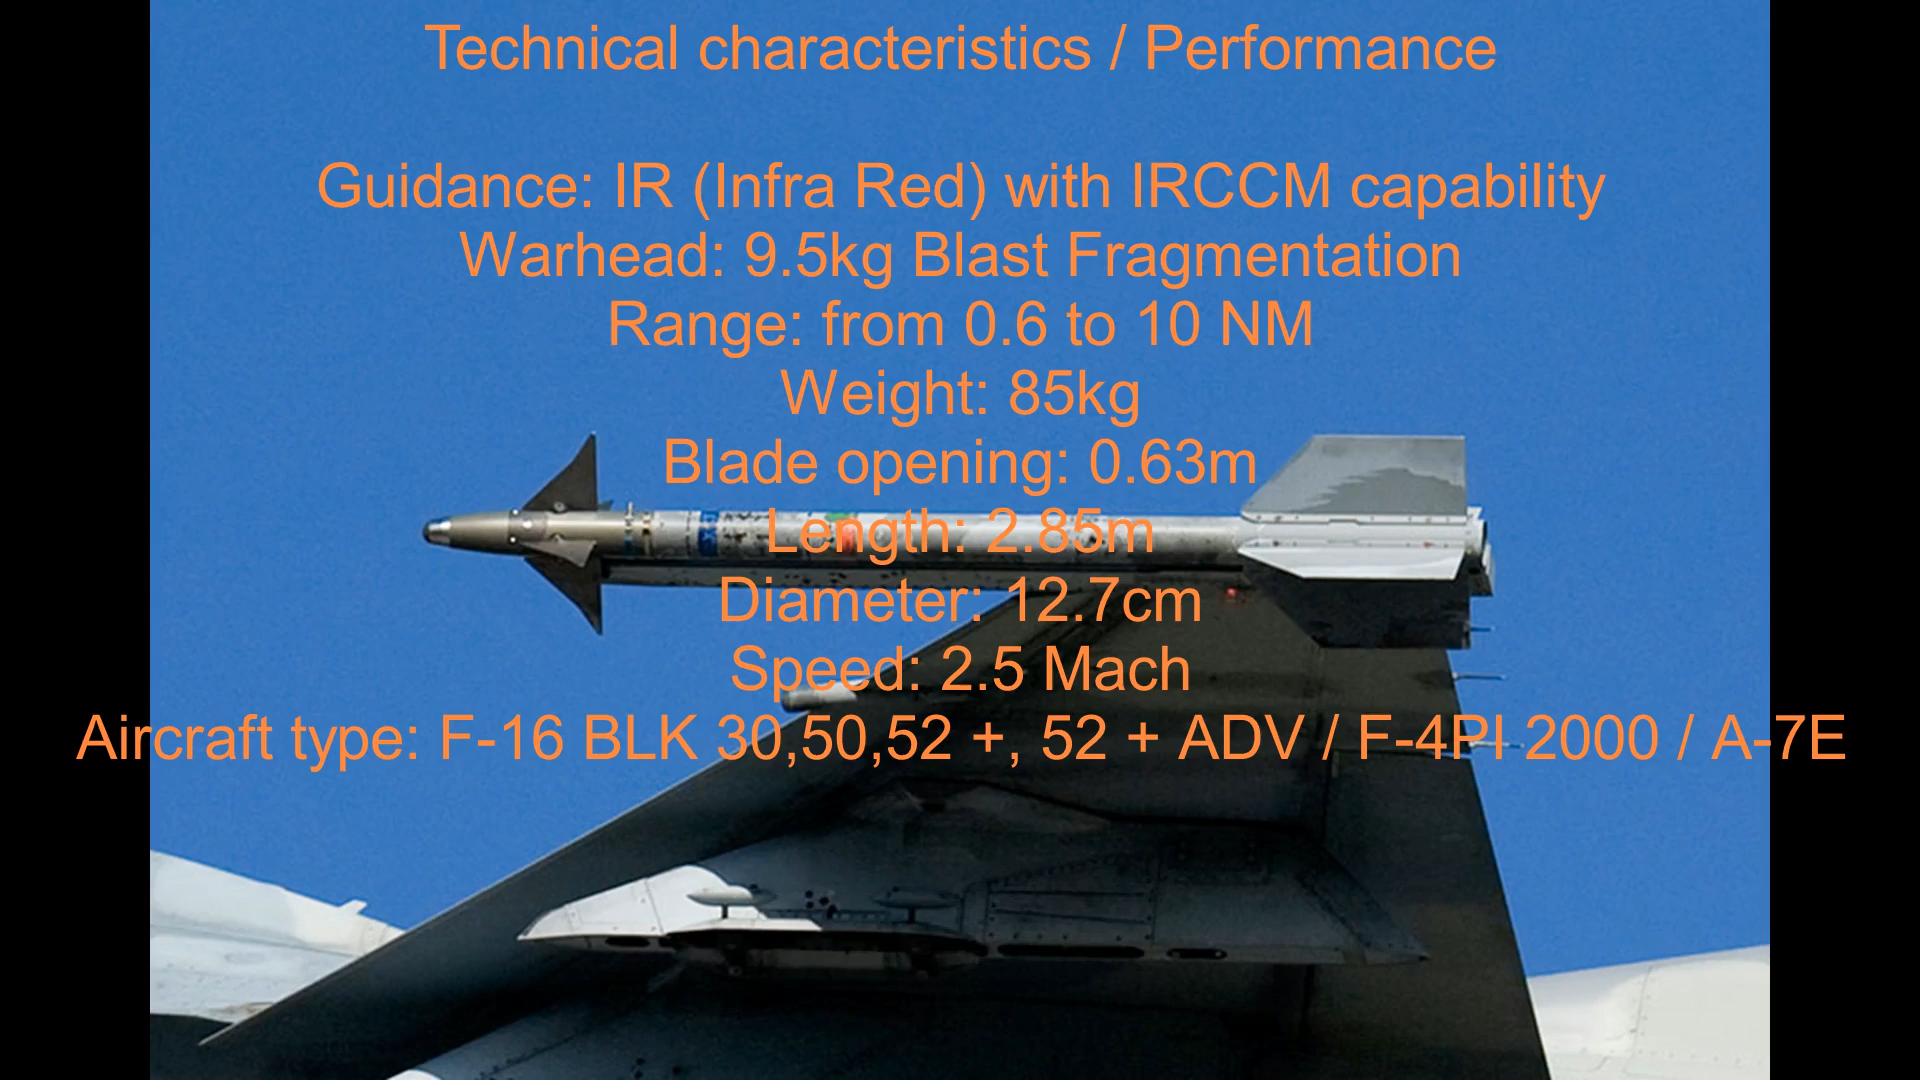 Technical characteristics / Performance
Guidance: IR (Infra Red) with IRCCM capability
Warhead: 9.5kg Blast Fragmentation
Range: from 0.6 to 10 NM
Weight: 85kg
Blade opening: 0.63m
Length: 2.85m
Diameter: 12.7cm
Speed: 2.5 Mach
Aircraft type: F-16 BLK 30,50,52 +, 52 + ADV / F-4PI 2000 / A-7E